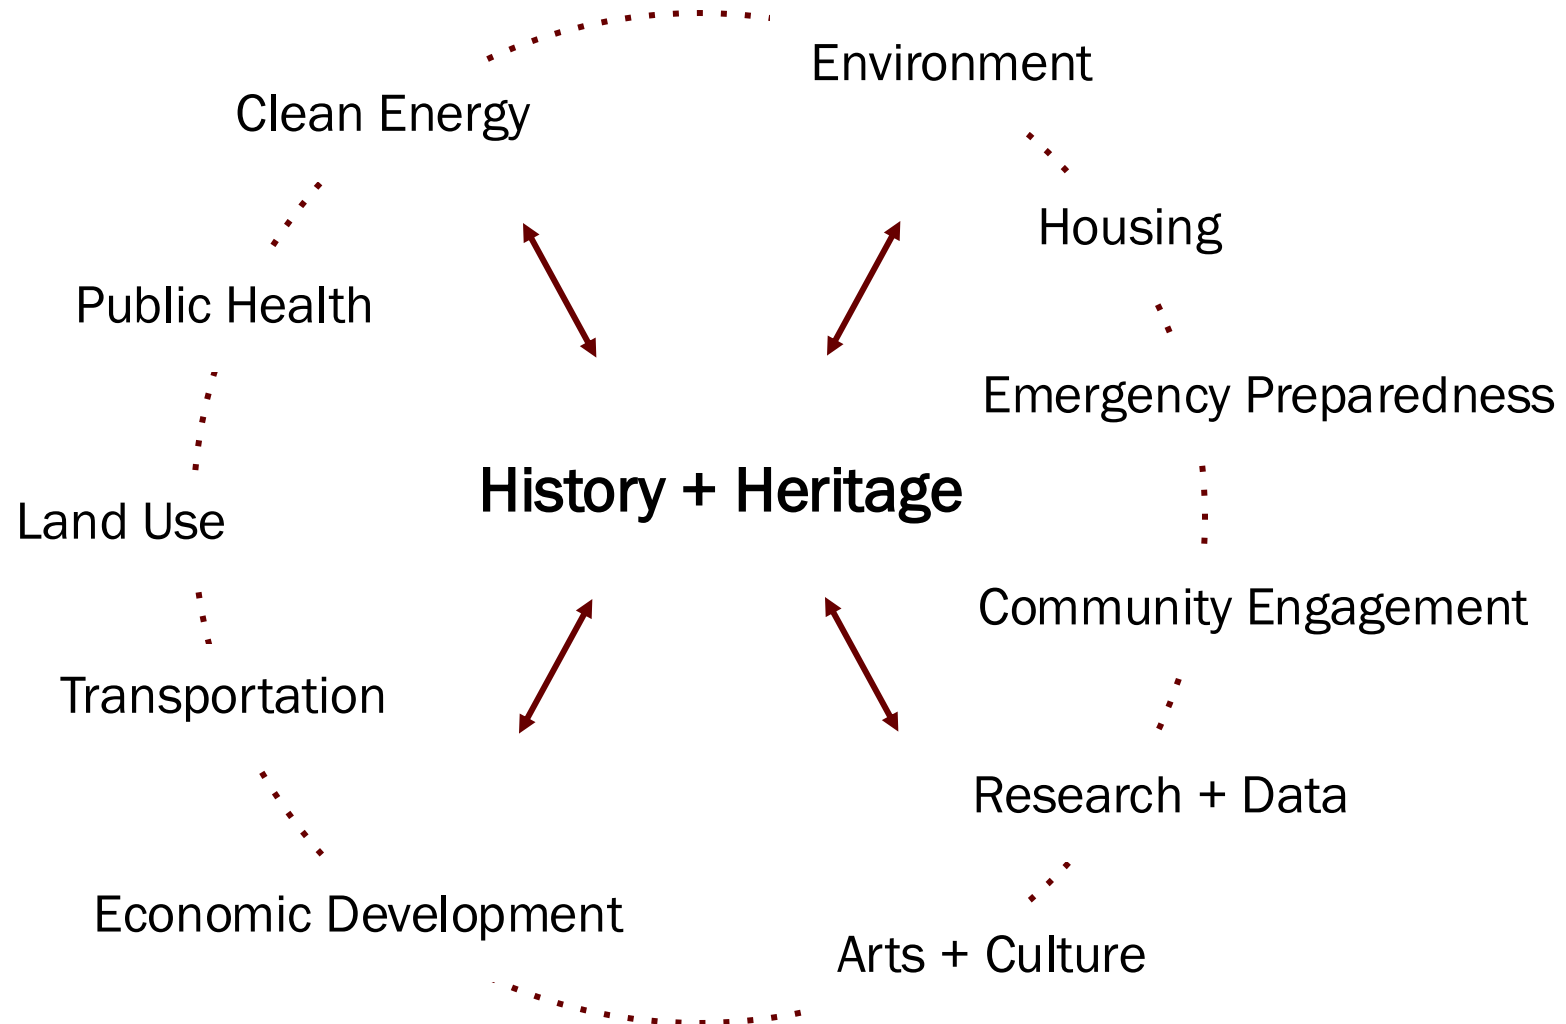 Environment
Clean Energy
Housing
Public Health
Emergency Preparedness
History + Heritage
Land Use
Community Engagement
Transportation
Research + Data
Economic Development
Arts + Culture